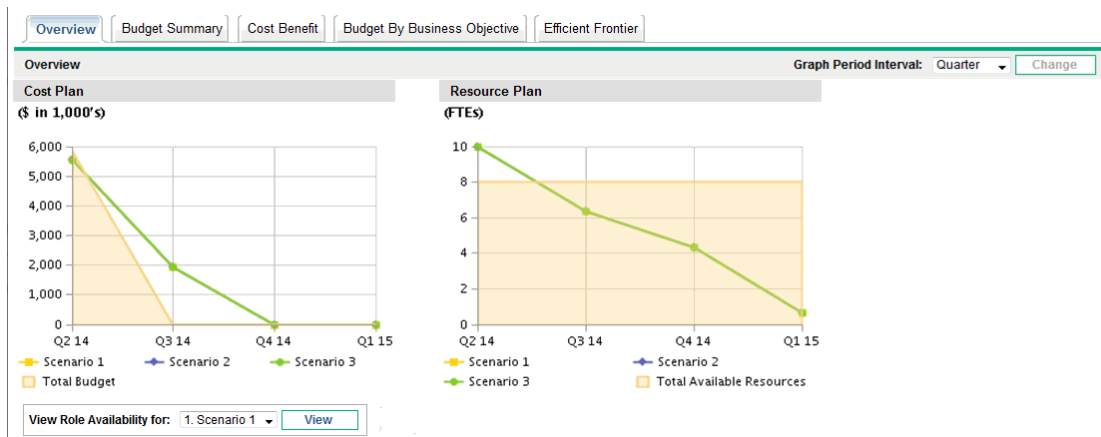 Overview Budget Summary Cost Benefit Budget By Business Objective Efficient Frontier
Overview Graph Period Interval: Quarter Change
Cost Plan
($ in 1,000's)
6,000
5,000
4,000
3,000
2,000
1,000
0
Q2 14 Q3 14 Q4 14 Q1 15
Scenario 1 Scenario 2 Scenario 3
Total Budget
Resource Plan
(FTEs)
10
8
6
4
2
0
Q2 14 Q3 14 Q4 14 Q1 15
Scenario 1 Scenario 2
Scenario 3 Total Available Resources
View Role Availability for: 1. Scenario 1 View